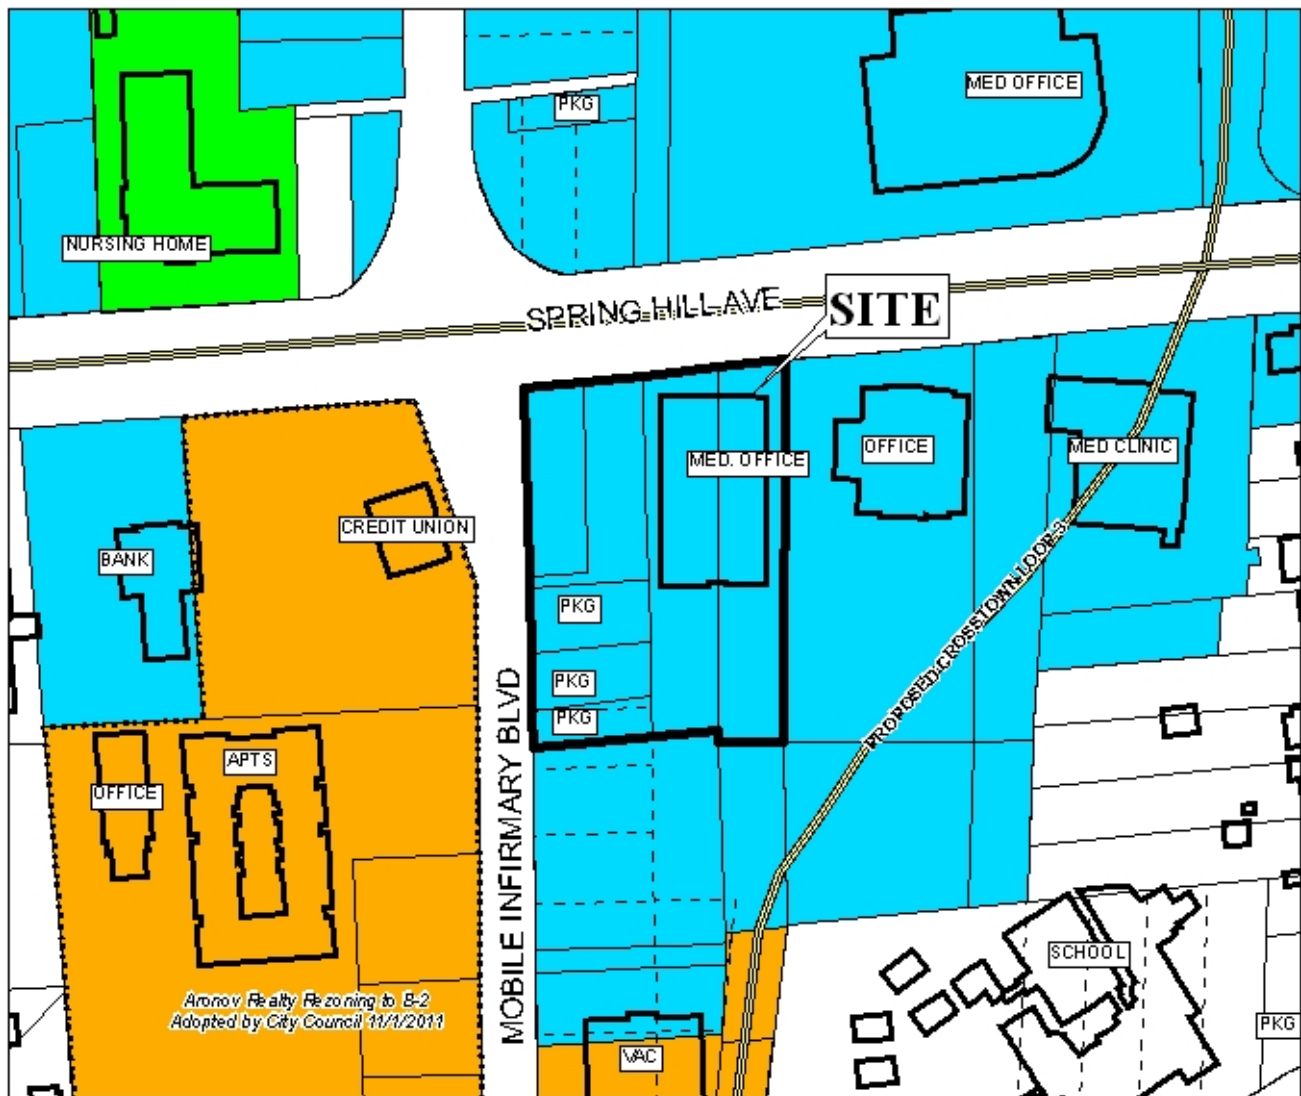 MED OFFICE
PKG
NURSING HOME
SPRING HILL AVE
SITE
MED. OFFICE
OFFICE
MED CLINIC
CREDIT UNION
BANK
PKG
PROPOSED CROSSTOWN LOOP 3
PKG
PKG
MOBILE INFIRMARY BLVD
APTS
OFFICE
SCHOOL
Aronov Realty Rezoning to B-2
Adopted by City Council 11/1/2011
PKG
VAC